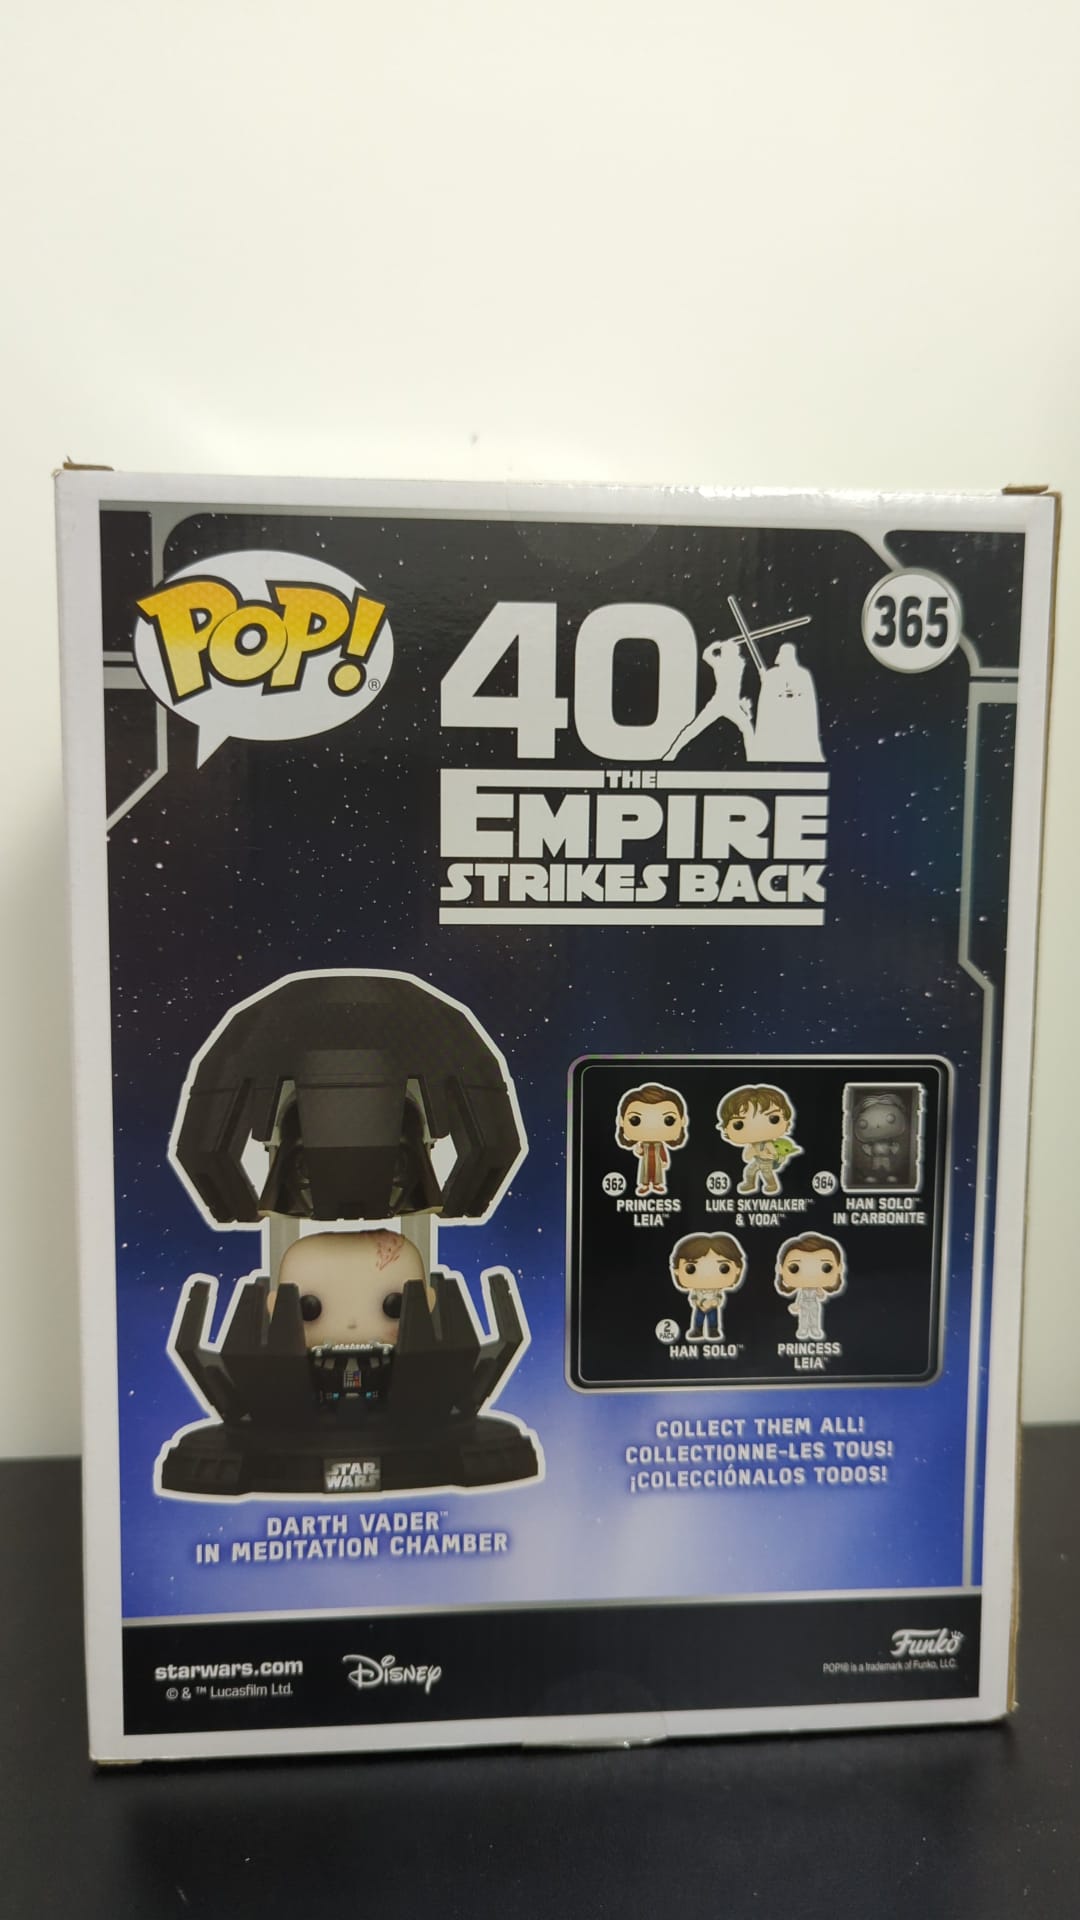 POP!®
40
365
THE
EMPIRE
STRIKES BACK
362
PRINCESS
LEIA™
363
LUKE SKYWALKER™
& YODA™
364
HAN SOLO™
IN CARBONITE
2
PACK
HAN SOLO™
PRINCESS
LEIA™
STAR
WARS
DARTH VADER™
IN MEDITATION CHAMBER
COLLECT THEM ALL!
COLLECTIONNE-LES TOUS!
¡COLECCIÓNALOS TODOS!
starwars.com
© & ™ Lucasfilm Ltd.
Disney
Funko
POP!® is a trademark of Funko, LLC.